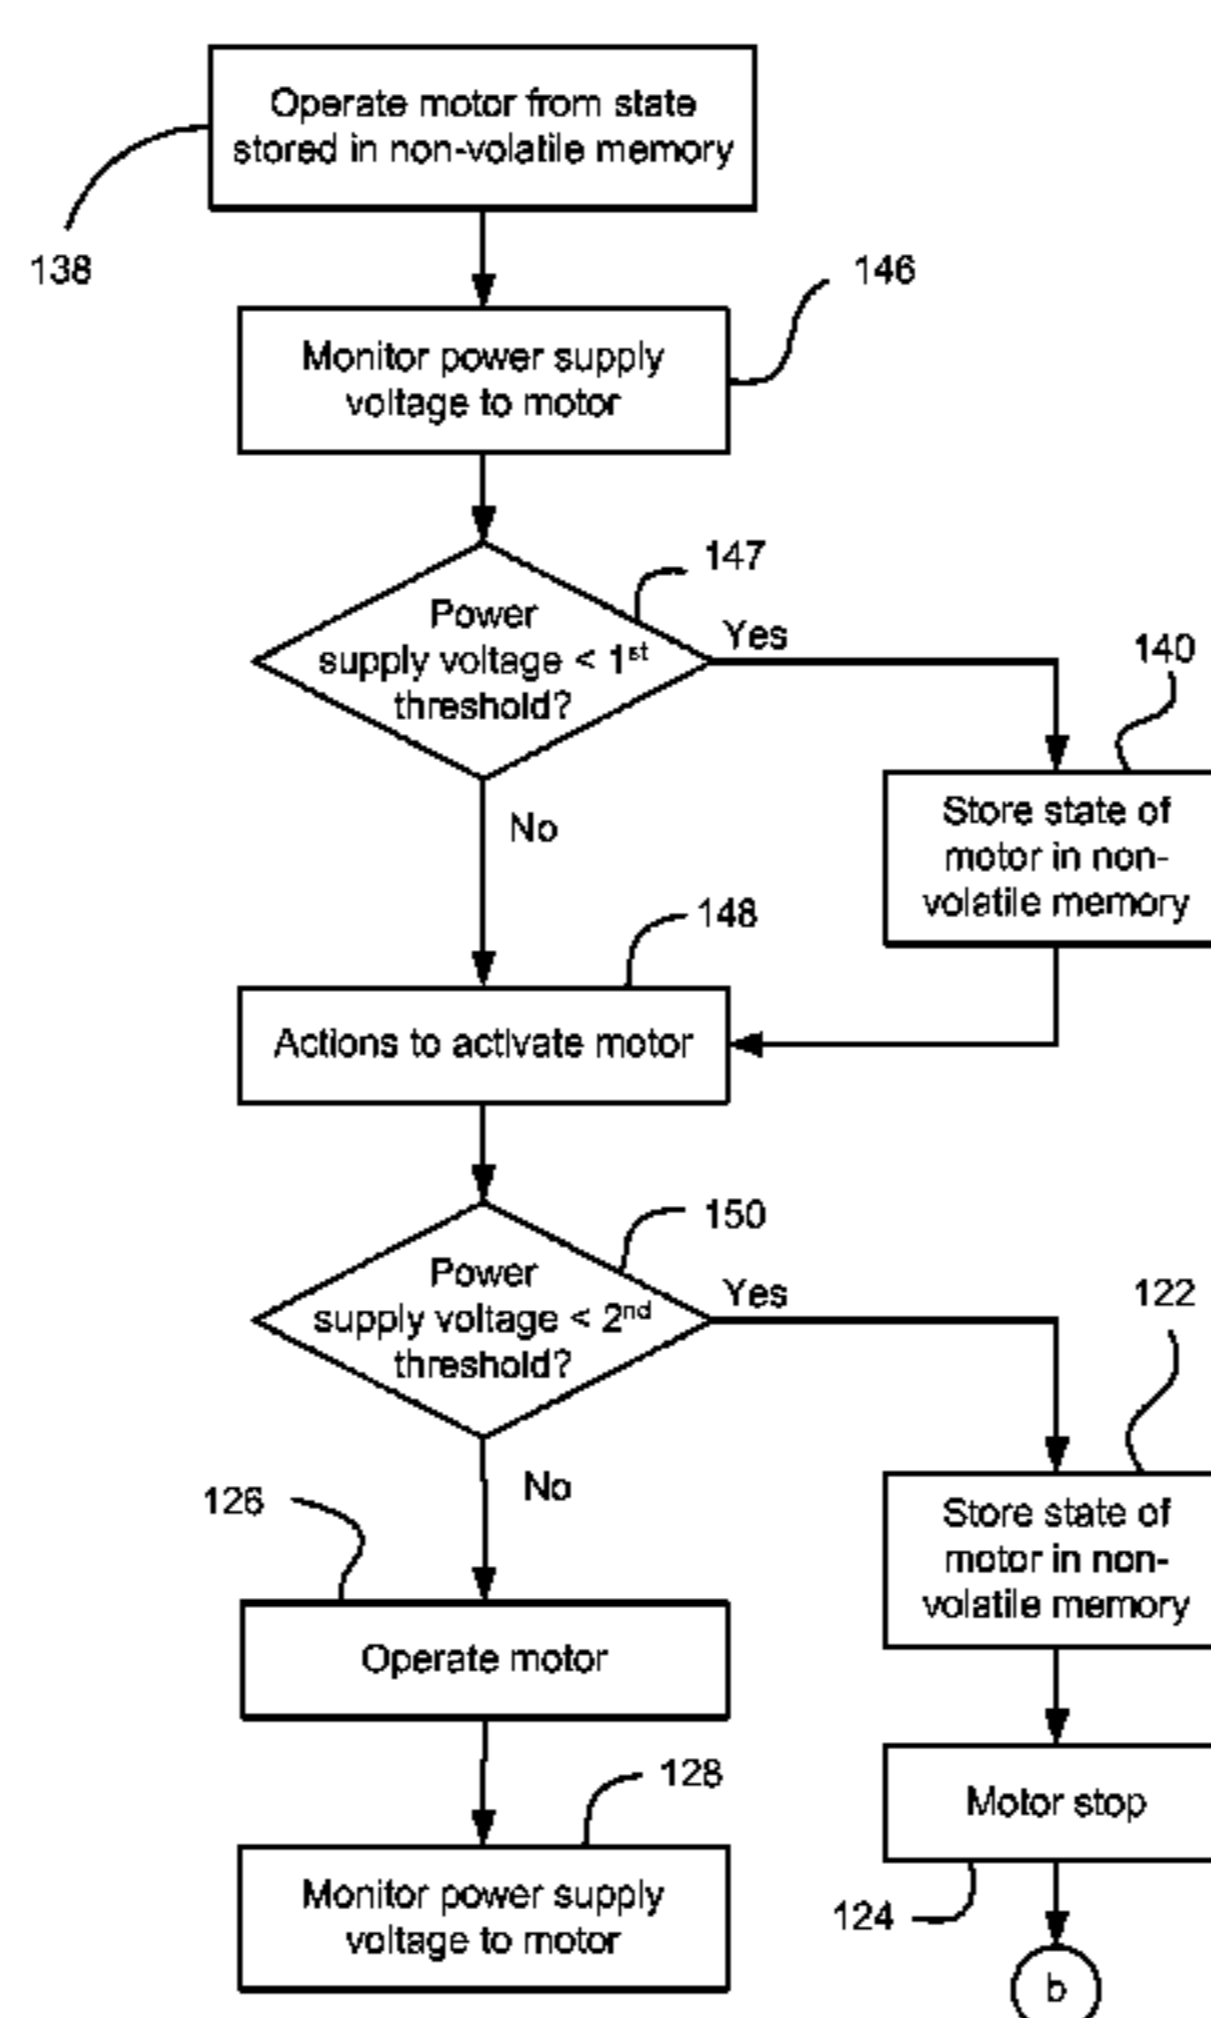 Operate motor from state
stored in non-volatile memory
138
146
Monitor power supply
voltage to motor
147
Power
supply voltage < 1st
threshold?
Yes
140
Store state of
motor in non-
volatile memory
No
148
Actions to activate motor
150
Power
supply voltage < 2nd
threshold?
Yes
122
Store state of
motor in non-
volatile memory
No
126
Operate motor
Motor stop
128
124
Monitor power supply
voltage to motor
b